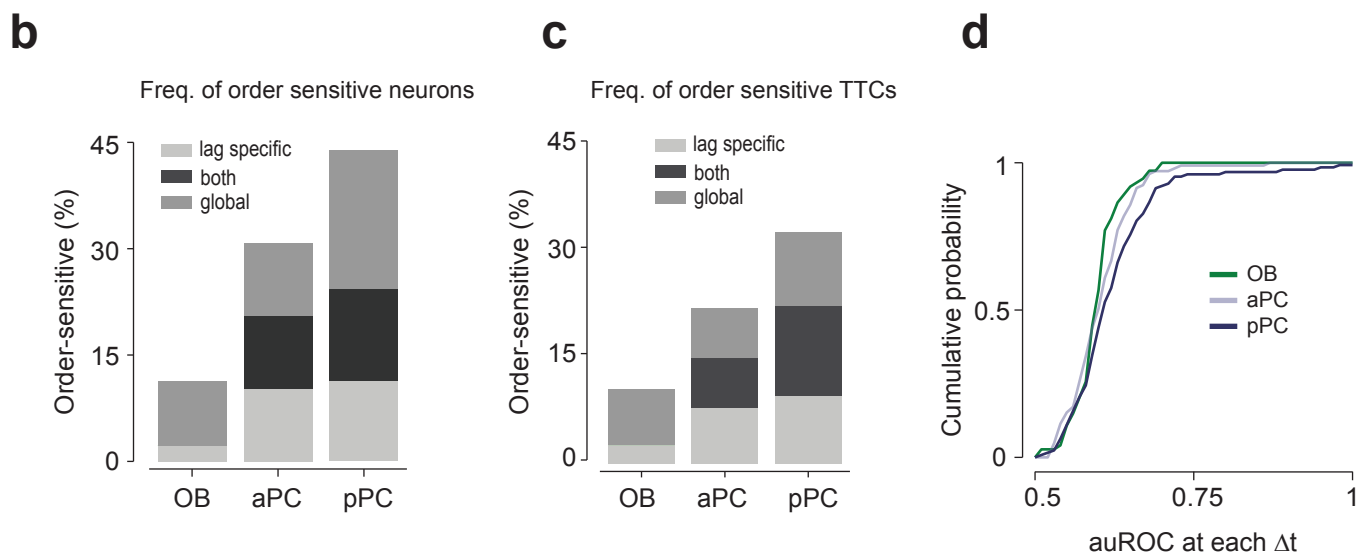 b
Freq. of order sensitive neurons
45
30
15
0
Order-sensitive (%)
lag specific
both
global
OB aPC pPC
c
Freq. of order sensitive TTCs
45
30
15
0
Order-sensitive (%)
lag specific
both
global
OB aPC pPC
d
1
0.5
0
Cumulative probability
OB
aPC
pPC
0.5 0.75 1
auROC at each Δt